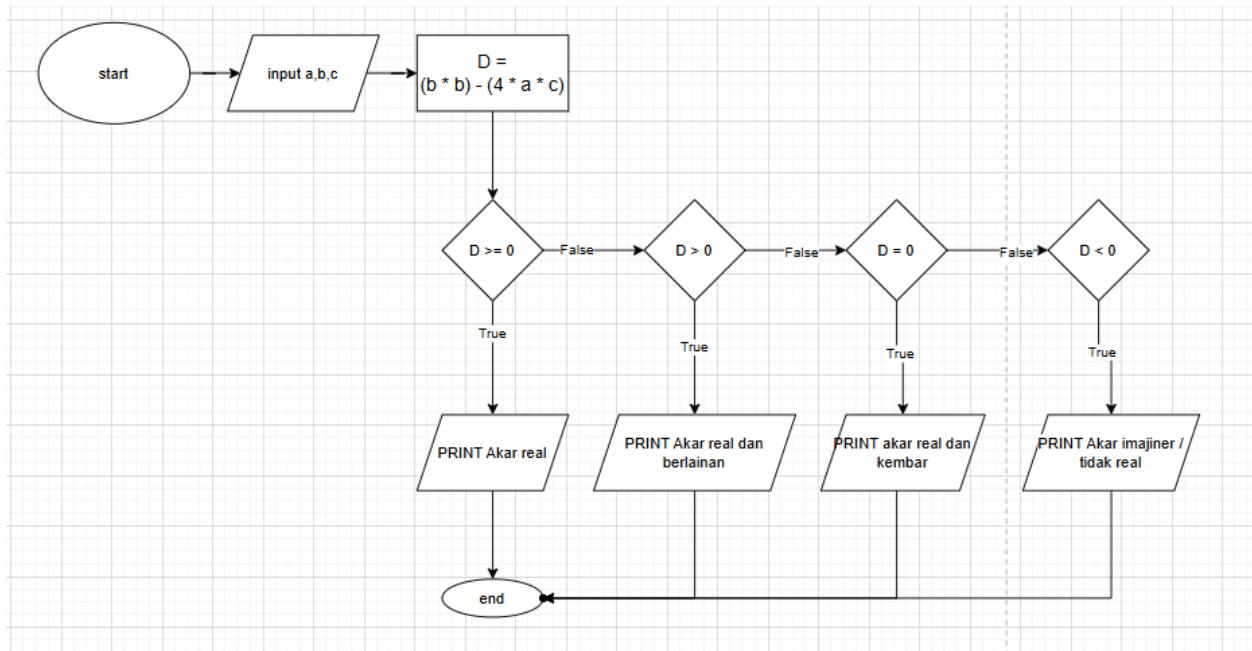 start
input a,b,c
D =
(b * b) - (4 * a * c)
D >= 0
False
D > 0
False
D = 0
False
D < 0
True
True
True
True
PRINT Akar real
PRINT Akar real dan
berlainan
PRINT akar real dan
kembar
PRINT Akar imajiner /
tidak real
end